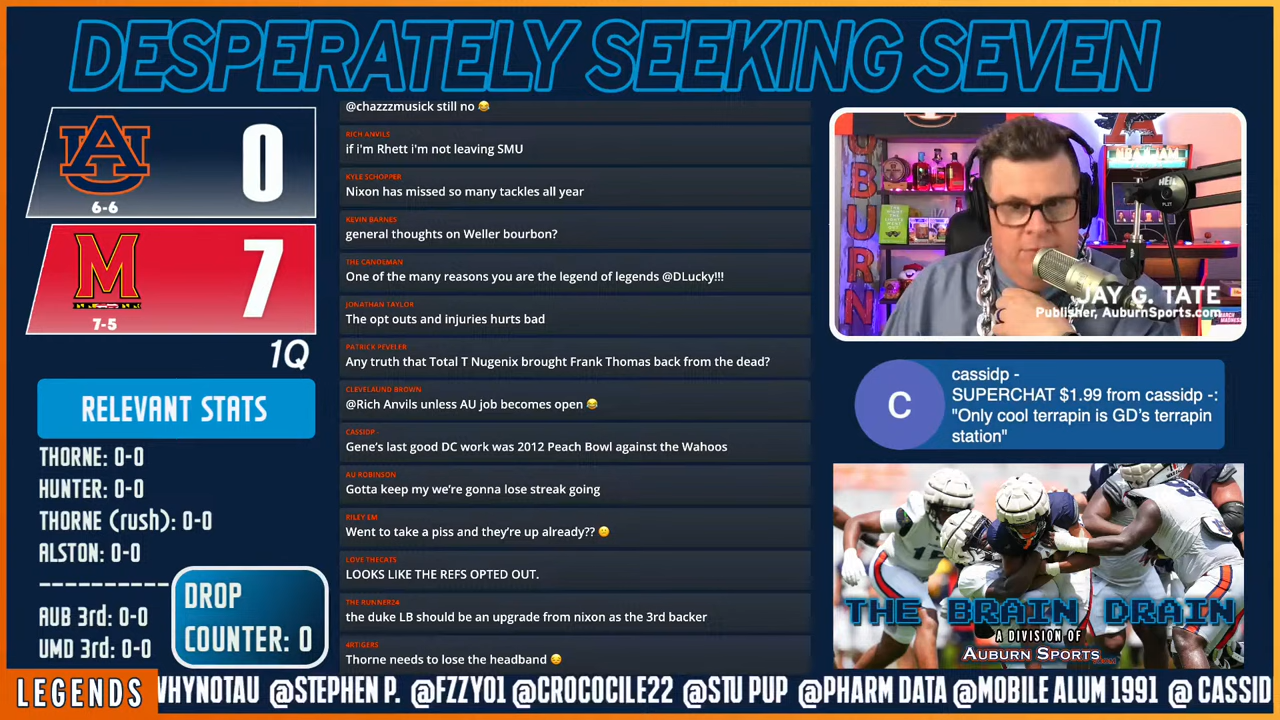 DESPERATELY SEEKING SEVEN
AU
0
6-6
M
7
7-5
1Q
RELEVANT STATS
THORNE: 0-0
HUNTER: 0-0
THORNE (rush): 0-0
ALSTON: 0-0
----------
AUB 3rd: 0-0
UMD 3rd: 0-0
DROP
COUNTER: 0
@chazzzmusick still no 😂
RICH ANVILS
if i'm Rhett i'm not leaving SMU
KYLE SCHOPPER
Nixon has missed so many tackles all year
KEVIN BARNES
general thoughts on Weller bourbon?
THE CANOEMAN
One of the many reasons you are the legend of legends @DLucky!!!
JONATHAN TAYLOR
The opt outs and injuries hurts bad
PATRICK PEVELER
Any truth that Total T Nugenix brought Frank Thomas back from the dead?
CLEVELAUND BROWN
@Rich Anvils unless AU job becomes open 😂
CASSIDP -
Gene's last good DC work was 2012 Peach Bowl against the Wahoos
AU ROBINSON
Gotta keep my we're gonna lose streak going
RILEY EM
Went to take a piss and they're up already?? 😕
LOVE THECATS
LOOKS LIKE THE REFS OPTED OUT.
THE RUNNER24
the duke LB should be an upgrade from nixon as the 3rd backer
4RTIGERS
Thorne needs to lose the headband 😔
UBURN
NBA JAM
HEIL
JAY G. TATE
Publisher, AuburnSports.com
MARCH
MADNESS
C
cassidp -
SUPERCHAT $1.99 from cassidp -:
"Only cool terrapin is GD's terrapin
station"
THE BRAIN DRAIN
A DIVISION OF
AUBURN SPORTS
LEGENDS
WHYNOTAU @STEPHEN P. @FZZY01 @CROCOCILE22 @STU PUP @PHARM DATA @MOBILE ALUM 1991 @ CASSID